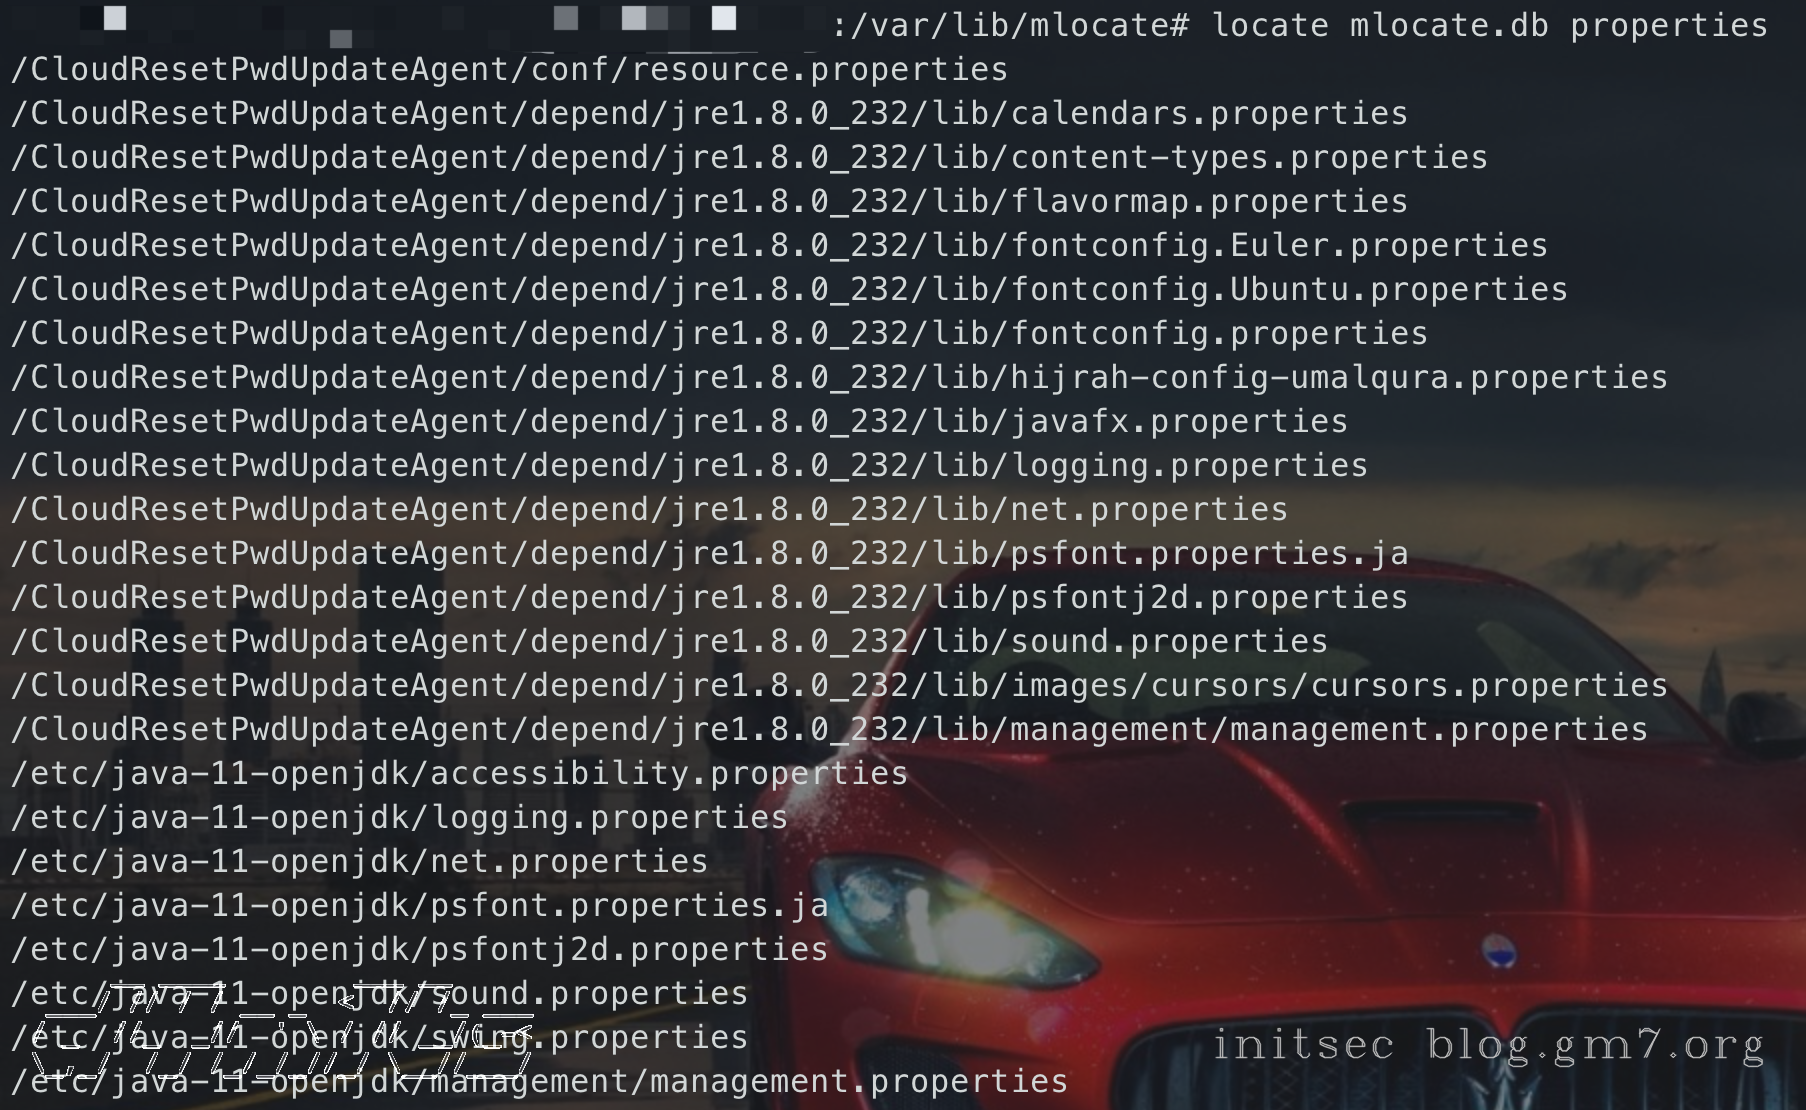 :/var/lib/mlocate# locate mlocate.db properties
/CloudResetPwdUpdateAgent/conf/resource.properties
/CloudResetPwdUpdateAgent/depend/jre1.8.0_232/lib/calendars.properties
/CloudResetPwdUpdateAgent/depend/jre1.8.0_232/lib/content-types.properties
/CloudResetPwdUpdateAgent/depend/jre1.8.0_232/lib/flavormap.properties
/CloudResetPwdUpdateAgent/depend/jre1.8.0_232/lib/fontconfig.Euler.properties
/CloudResetPwdUpdateAgent/depend/jre1.8.0_232/lib/fontconfig.Ubuntu.properties
/CloudResetPwdUpdateAgent/depend/jre1.8.0_232/lib/fontconfig.properties
/CloudResetPwdUpdateAgent/depend/jre1.8.0_232/lib/hijrah-config-umalqura.properties
/CloudResetPwdUpdateAgent/depend/jre1.8.0_232/lib/javafx.properties
/CloudResetPwdUpdateAgent/depend/jre1.8.0_232/lib/logging.properties
/CloudResetPwdUpdateAgent/depend/jre1.8.0_232/lib/net.properties
/CloudResetPwdUpdateAgent/depend/jre1.8.0_232/lib/psfont.properties.ja
/CloudResetPwdUpdateAgent/depend/jre1.8.0_232/lib/psfontj2d.properties
/CloudResetPwdUpdateAgent/depend/jre1.8.0_232/lib/sound.properties
/CloudResetPwdUpdateAgent/depend/jre1.8.0_232/lib/images/cursors/cursors.properties
/CloudResetPwdUpdateAgent/depend/jre1.8.0_232/lib/management/management.properties
/etc/java-11-openjdk/accessibility.properties
/etc/java-11-openjdk/logging.properties
/etc/java-11-openjdk/net.properties
/etc/java-11-openjdk/psfont.properties.ja
/etc/java-11-openjdk/psfontj2d.properties
/etc/java-11-openjdk/sound.properties
/etc/java-11-openjdk/swing.properties
/etc/java-11-openjdk/management/management.properties
initsec blog.gm7.org